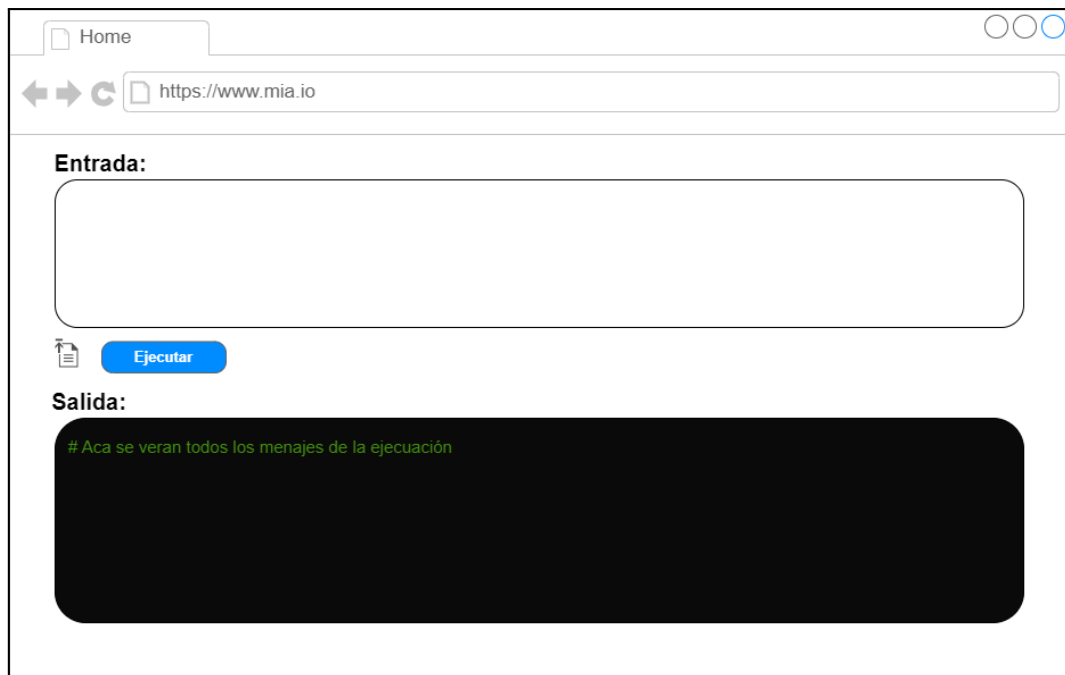 Home
https://www.mia.io
Entrada:
Ejecutar
Salida:
# Aca se veran todos los menajes de la ejecuación